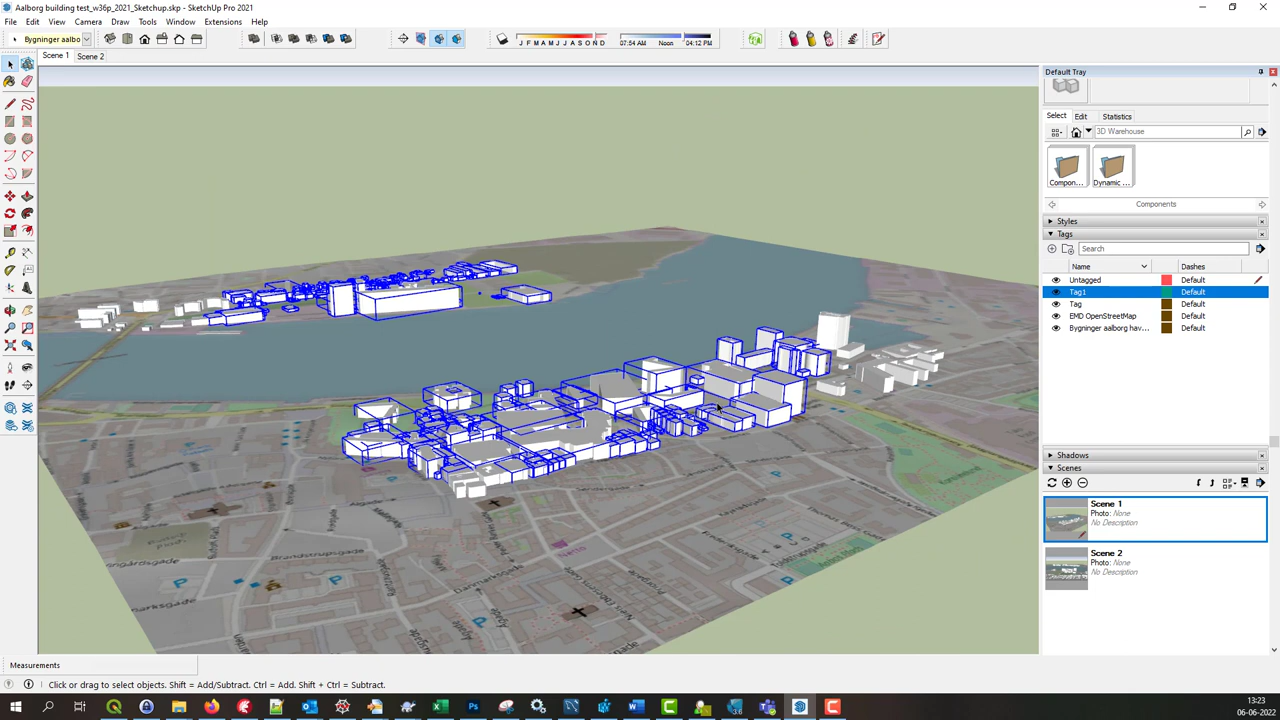 Aalborg building test_w36p_2021_Sketchup.skp - SketchUp Pro 2021
File Edit View Camera Draw Tools Window Extensions Help
Bygninger aalbo
J F M A M J J A S O N D
07:54 AM Noon 04:12 PM
Scene 1 Scene 2
Default Tray
Select Edit Statistics
3D Warehouse
Compon... Dynamic ...
Components
Styles
Tags
Search
Name Dashes
Untagged Default
Tag1 Default
Tag Default
EMD OpenStreetMap Default
Bygninger aalborg hav... Default
Shadows
Scenes
Scene 1
Photo: None
No Description
Scene 2
Photo: None
No Description
Measurements
Click or drag to select objects. Shift = Add/Subtract. Ctrl = Add. Shift + Ctrl = Subtract.
13:23
06-06-2022